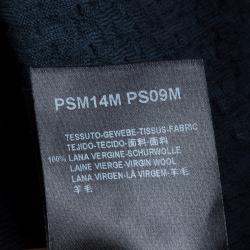 PSM14M PS09M
TESSUTO-GEWEBE-TISSUS-FABRIC
TEJIDO-TECIDO-面料-面料
100% LANA VERGINE-SCHURWOLLE
LAINE VIERGE-VIRGIN WOOL
LANA VIRGEN-LÃ VIRGEM-羊毛
羊毛